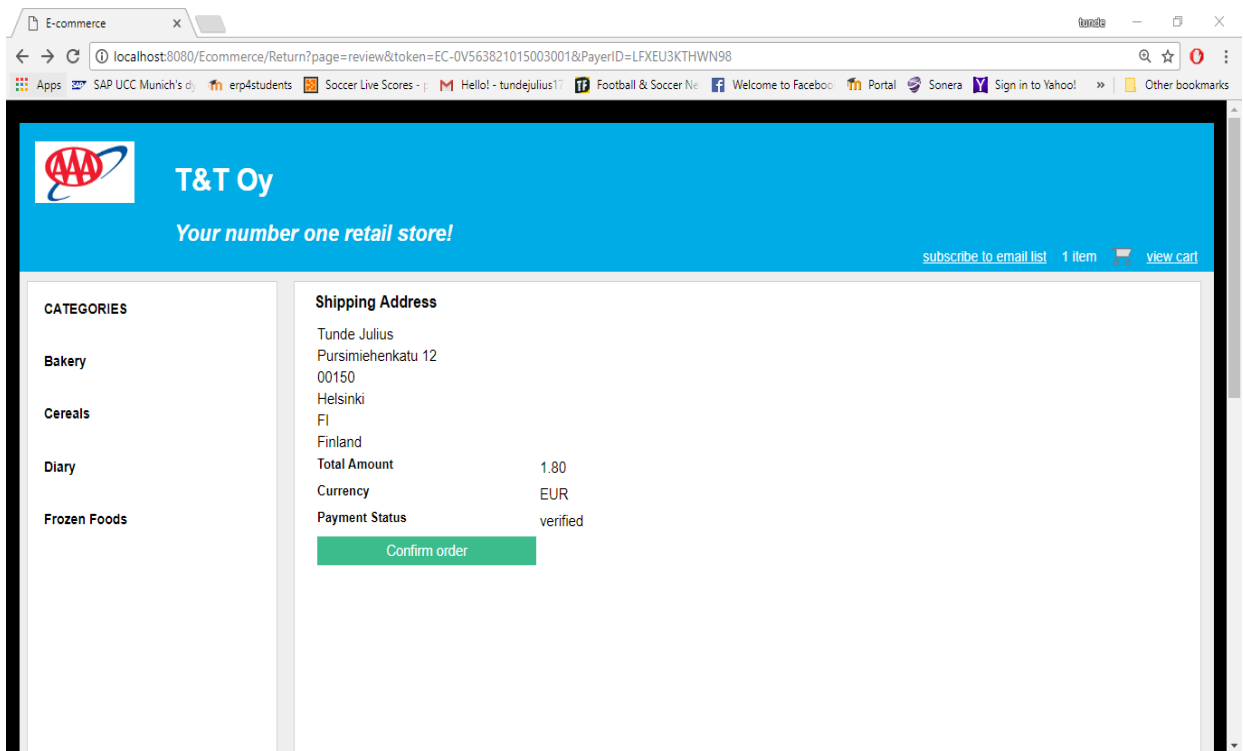 E-commerce
tunde
localhost:8080/Ecommerce/Return?page=review&token=EC-0V563821015003001&PayerID=LFXEU3KTHWN98
Apps SAP UCC Munich's dy erp4students Soccer Live Scores - p Hello! - tundejulius17 Football & Soccer Ne Welcome to Faceboo Portal Sonera Sign in to Yahoo! » Other bookmarks
AAA
T&T Oy
Your number one retail store!
subscribe to email list 1 item view cart
CATEGORIES
Bakery
Cereals
Diary
Frozen Foods
Shipping Address
Tunde Julius
Pursimiehenkatu 12
00150
Helsinki
FI
Finland
Total Amount 1.80
Currency EUR
Payment Status verified
Confirm order